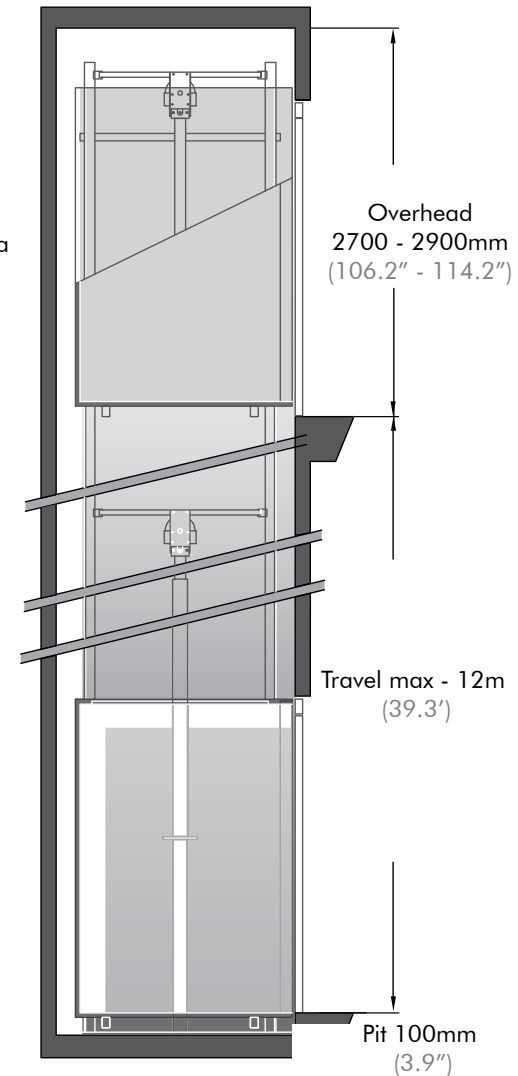 a
Overhead
2700 - 2900mm
(106.2” - 114.2”)
Travel max - 12m
(39.3’)
Pit 100mm
(3.9”)